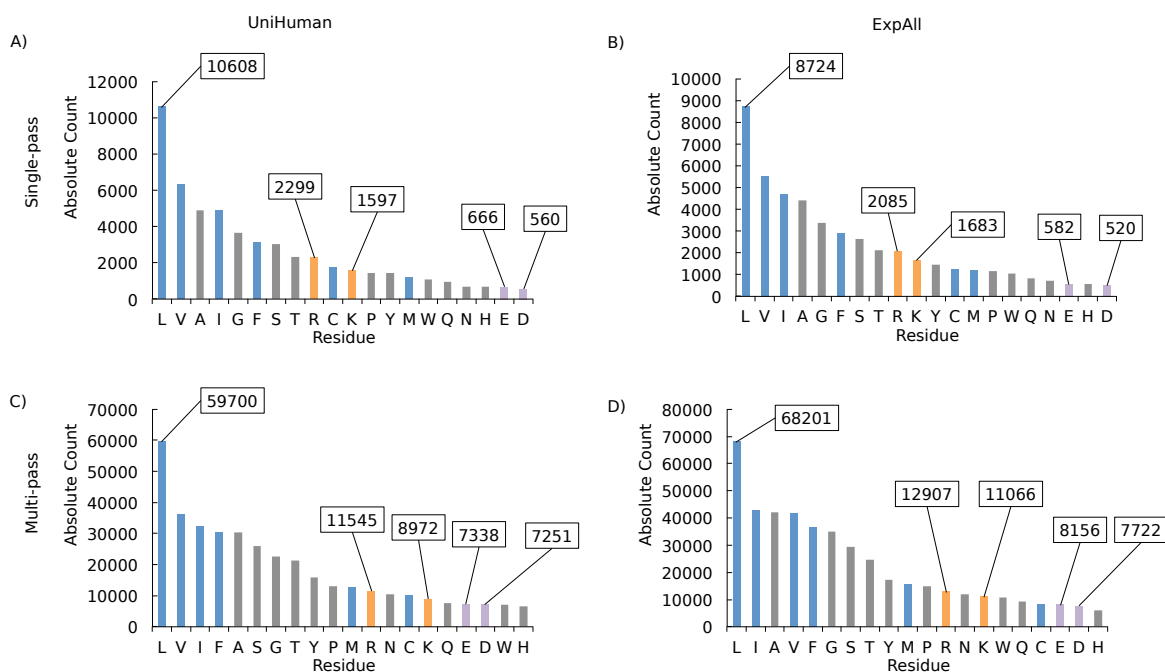 UniHuman
ExpAll
Single-pass
Multi-pass
A)
10608
12000
10000
8000
6000
4000
2000
0
Absolute Count
2299
1597
666
560
L V A I G F S T R C K P Y M W Q N H E D
Residue
B)
8724
10000
9000
8000
7000
6000
5000
4000
3000
2000
1000
0
Absolute Count
2085
1683
582
520
L V I A G F S T R K Y C M P W Q N E H D
Residue
C)
59700
70000
60000
50000
40000
30000
20000
10000
0
Absolute Count
11545
8972
7338
7251
L V I F A S G T Y P M R N C K Q E D W H
Residue
D)
68201
80000
70000
60000
50000
40000
30000
20000
10000
0
Absolute Count
12907
11066
8156
7722
L I A V F G S T Y M P R N K W Q C E D H
Residue